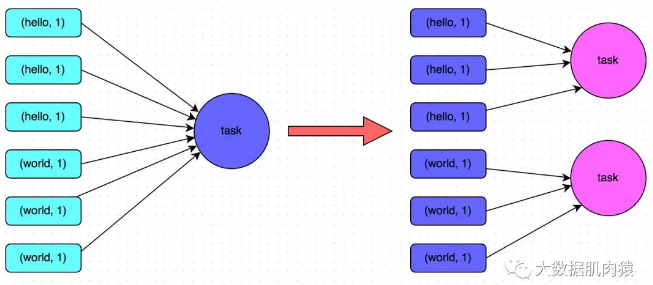 (hello, 1)
(hello, 1)
(hello, 1)
(world, 1)
(world, 1)
(world, 1)
task
(hello, 1)
(hello, 1)
(hello, 1)
(world, 1)
(world, 1)
(world, 1)
task
task
大数据肌肉猿